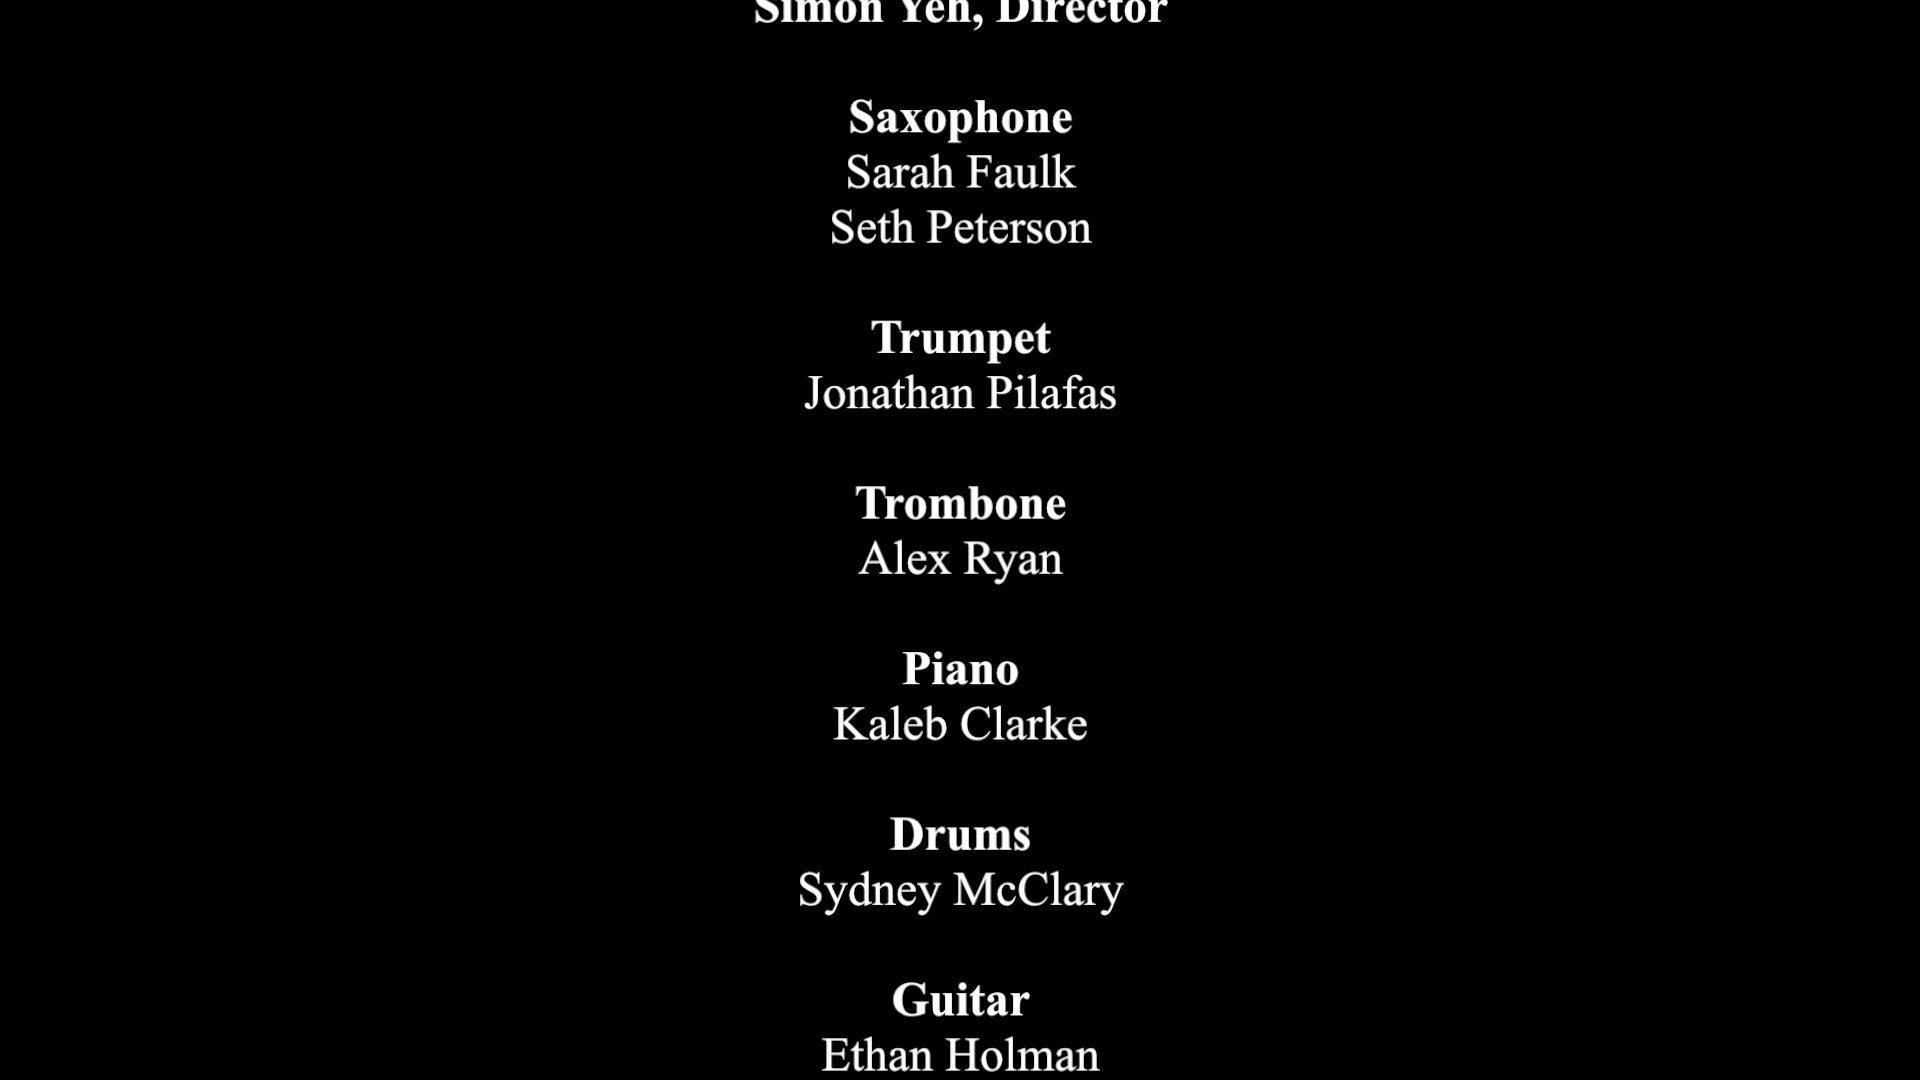 Simon Yeh, Director
Saxophone
Sarah Faulk
Seth Peterson
Trumpet
Jonathan Pilafas
Trombone
Alex Ryan
Piano
Kaleb Clarke
Drums
Sydney McClary
Guitar
Ethan Holman